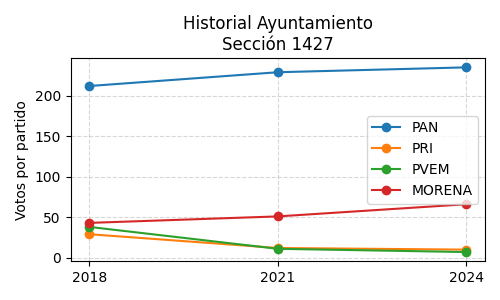 Historial Ayuntamiento
Sección 1427
Votos por partido
200
150
100
50
0
2018
2021
2024
PAN
PRI
PVEM
MORENA